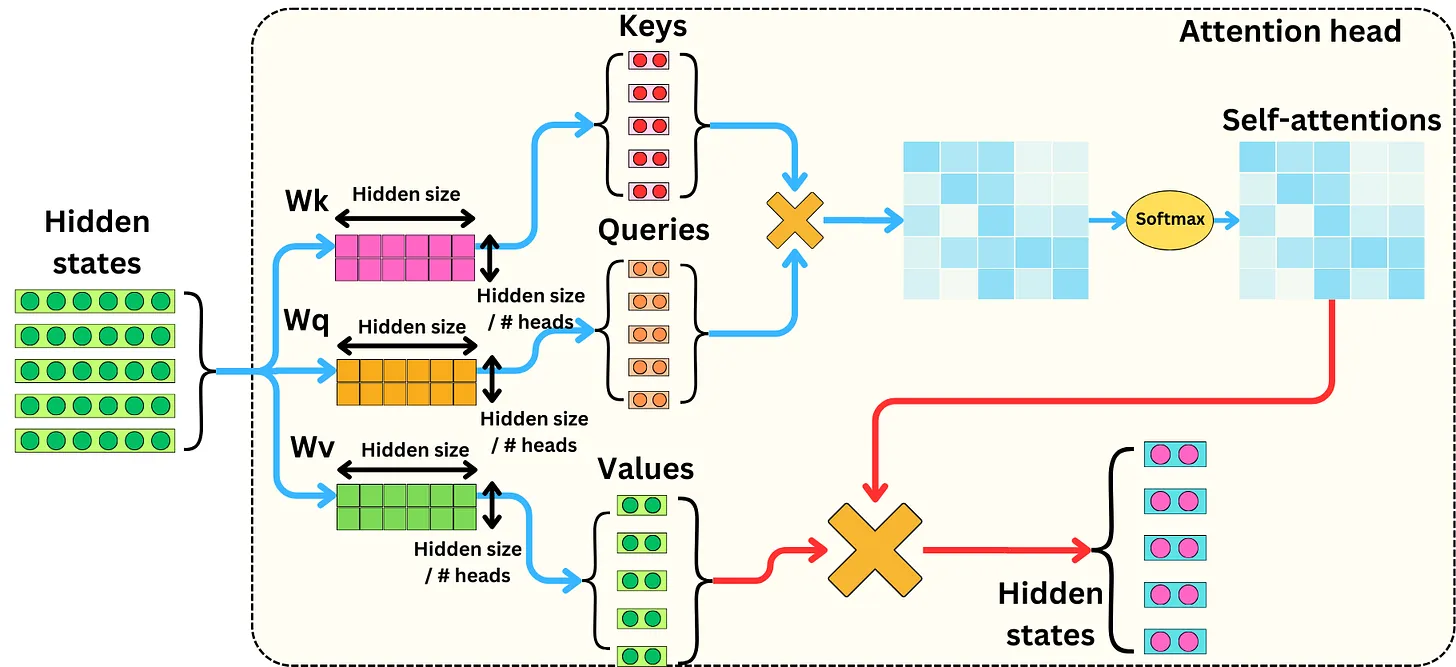 Attention head
Keys
Self-attentions
Wk
Hidden size
Hidden
states
Queries
Softmax
Hidden size
/ # heads
Wq
Hidden size
Hidden size
/ # heads
Wv
Hidden size
Values
Hidden size
/ # heads
Hidden
states